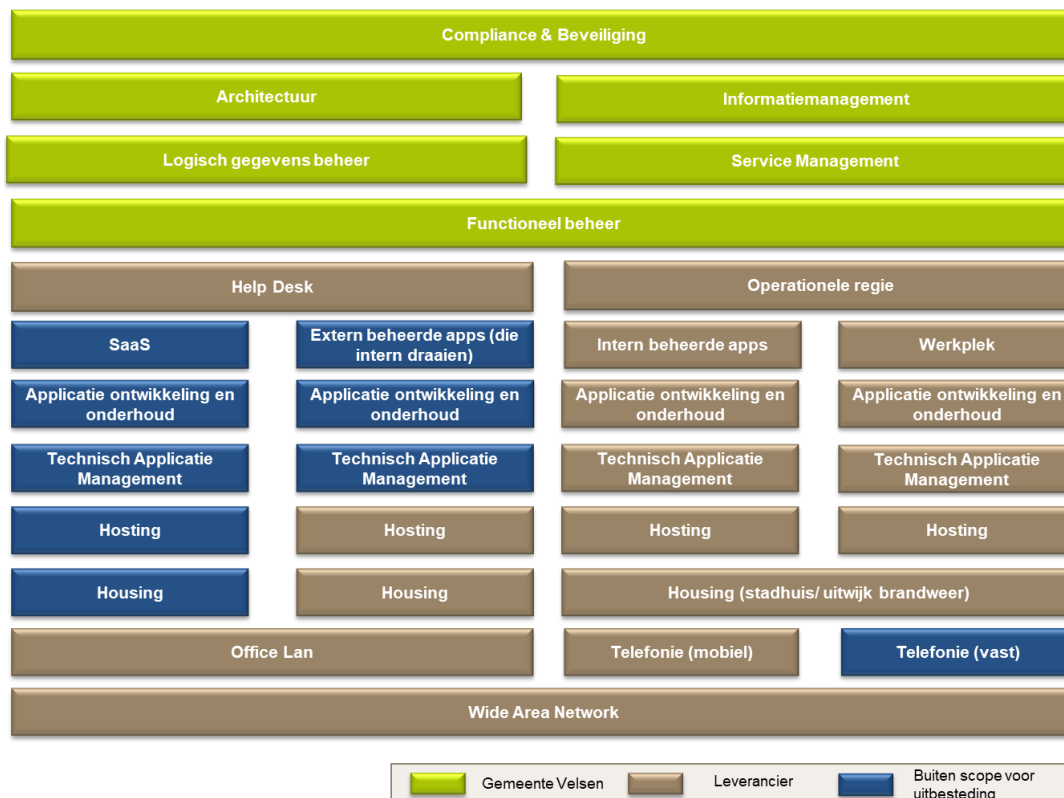 Compliance & Beveiliging
Architectuur
Informatiemanagement
Logisch gegevens beheer
Service Management
Functioneel beheer
Help Desk
Operationele regie
SaaS
Extern beheerde apps (die
intern draaien)
Intern beheerde apps
Werkplek
Applicatie ontwikkeling en
onderhoud
Applicatie ontwikkeling en
onderhoud
Applicatie ontwikkeling en
onderhoud
Applicatie ontwikkeling en
onderhoud
Technisch Applicatie
Management
Technisch Applicatie
Management
Technisch Applicatie
Management
Technisch Applicatie
Management
Hosting
Hosting
Hosting
Hosting
Housing
Housing
Housing (stadhuis/ uitwijk brandweer)
Office Lan
Telefonie (mobiel)
Telefonie (vast)
Wide Area Network
Gemeente Velsen
Leverancier
Buiten scope voor
uitbesteding